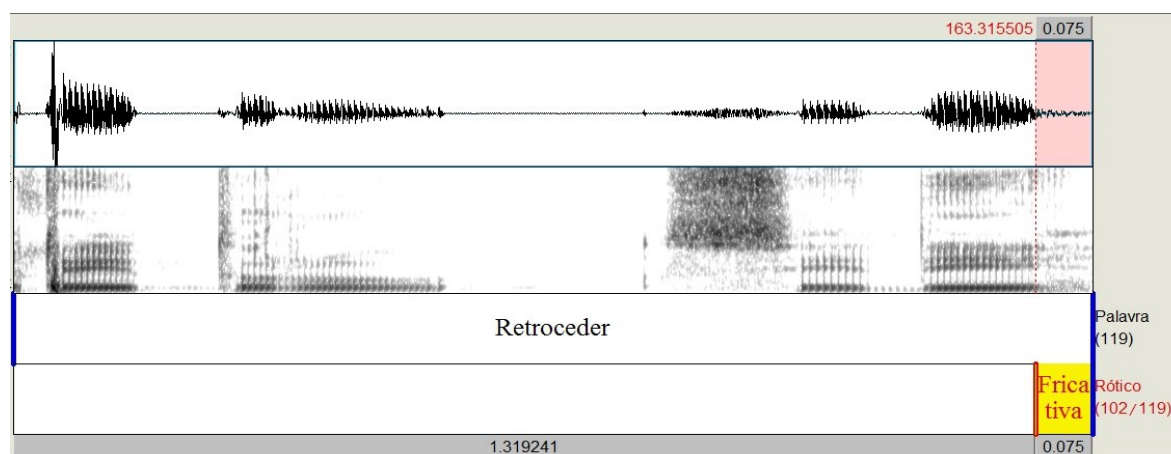 163.315505 0.075
Retroceder
Palavra
(119)
Frica
tiva
Rótico
(102/119)
1.319241 0.075